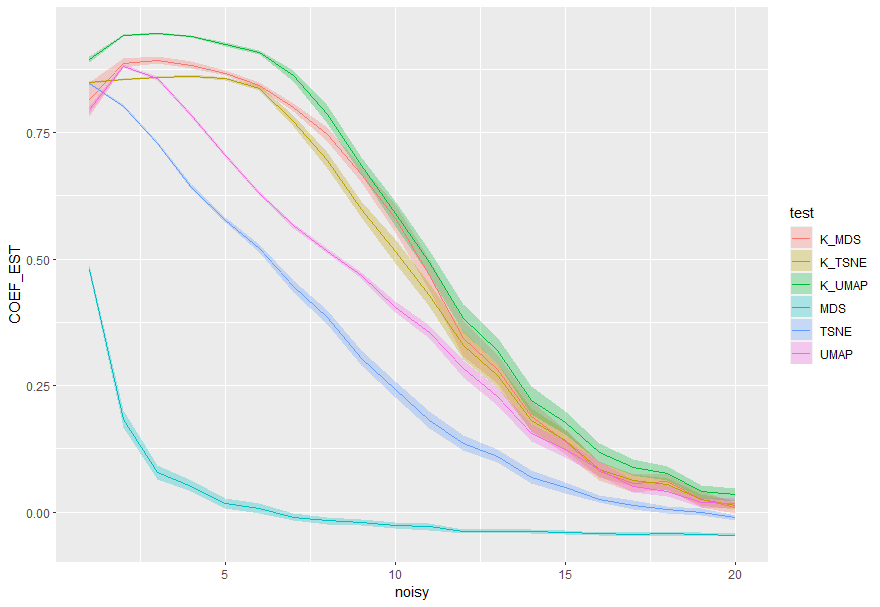 COEF_EST
0.75
0.50
0.25
0.00
5
10
15
20
noisy
test
K_MDS
K_TSNE
K_UMAP
MDS
TSNE
UMAP